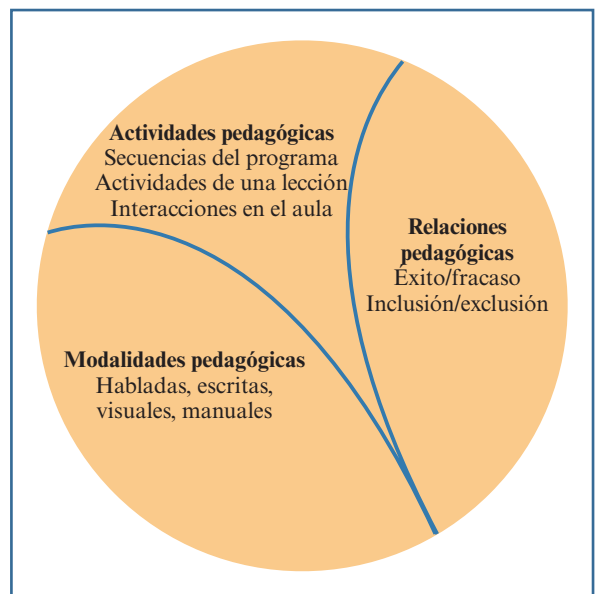 Actividades pedagógicas
Secuencias del programa
Actividades de una lección
Interacciones en el aula
Relaciones
pedagógicas
Éxito/fracaso
Inclusión/exclusión
Modalidades pedagógicas
Habladas, escritas,
visuales, manuales